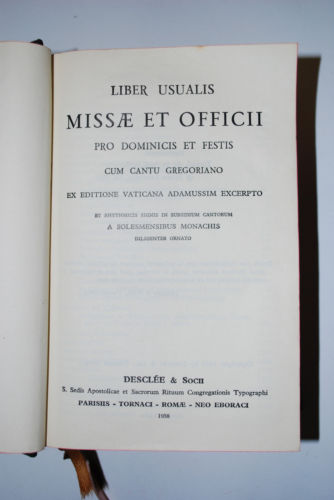 LIBER USUALIS
MISSÆ ET OFFICII
PRO DOMINICIS ET FESTIS
CUM CANTU GREGORIANO
EX EDITIONE VATICANA ADAMUSSIM EXCERPTO
ET RHYTHMICIS SIGNIS IN SUBSIDIUM CANTORUM
A SOLESMENSIBUS MONACHIS
DILIGENTER ORNATO
DESCLÉE & SOCII
S. Sedis Apostolicae et Sacrorum Rituum Congregationis Typographi
PARISIIS - TORNACI - ROMÆ - NEO EBORACI
1958